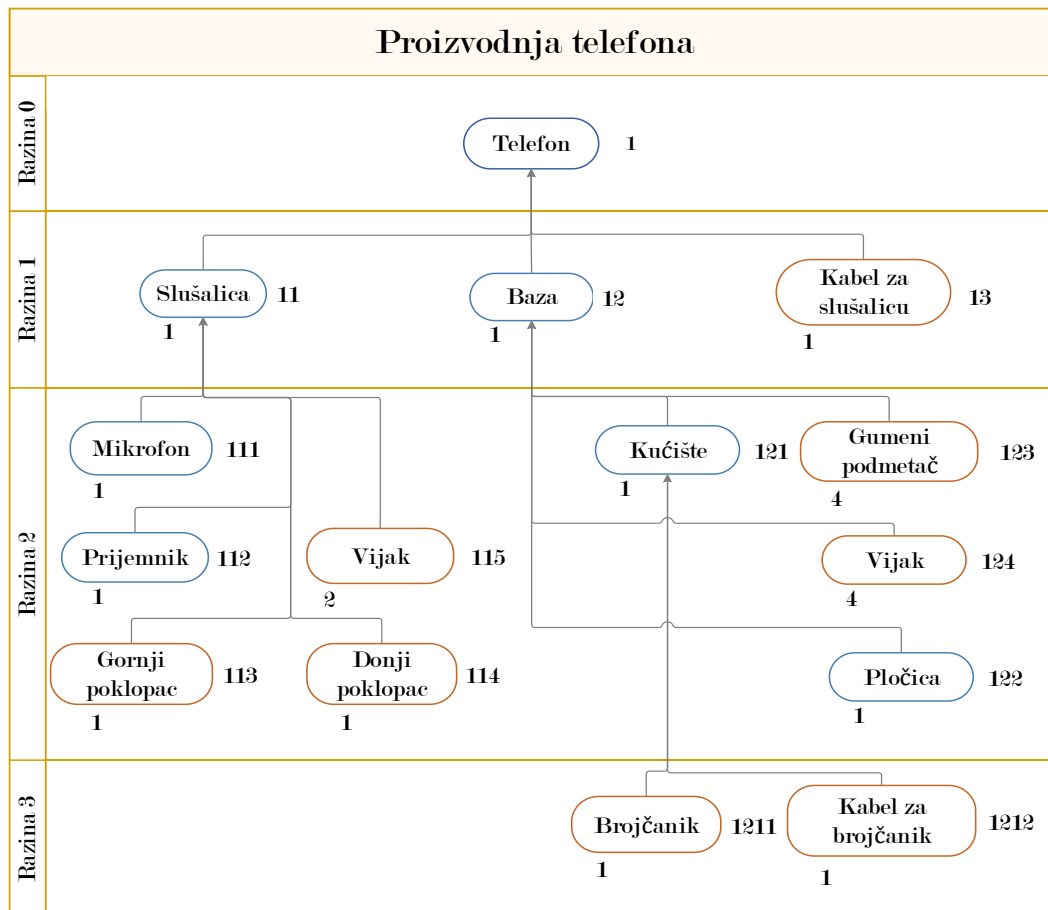 Proizvodnja telefona
Razina 0
Telefon 1
Razina 1
Slušalica 11
1
Baza 12
1
Kabel za
slušalicu 13
1
Razina 2
Mikrofon 111
1
Prijemnik 112
1
Gornji
poklopac 113
1
Donji
poklopac 114
1
Vijak 115
2
Kućište 121
1
Gumeni
podmetač 123
4
Vijak 124
4
Pločica 122
1
Razina 3
Brojčanik 1211
1
Kabel za
brojčanik 1212
1